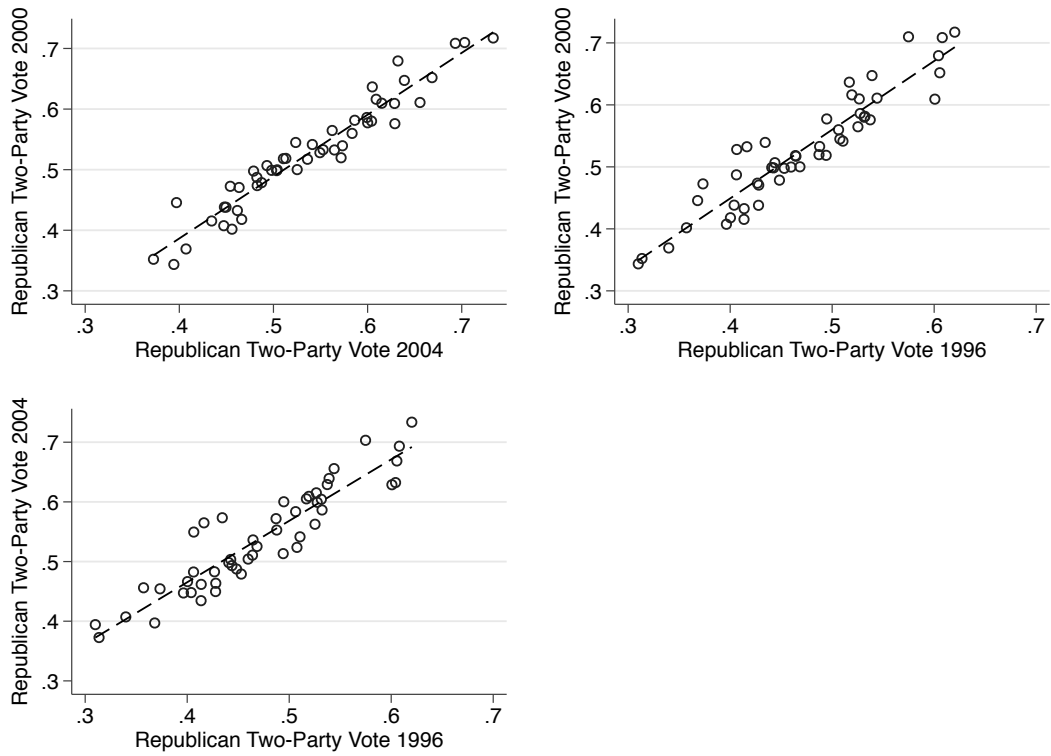 Republican Two-Party Vote 2000
.7
.6
.5
.4
.3
.3 .4 .5 .6 .7
Republican Two-Party Vote 2004
Republican Two-Party Vote 2000
.7
.6
.5
.4
.3
.3 .4 .5 .6 .7
Republican Two-Party Vote 1996
Republican Two-Party Vote 2004
.7
.6
.5
.4
.3
.3 .4 .5 .6 .7
Republican Two-Party Vote 1996